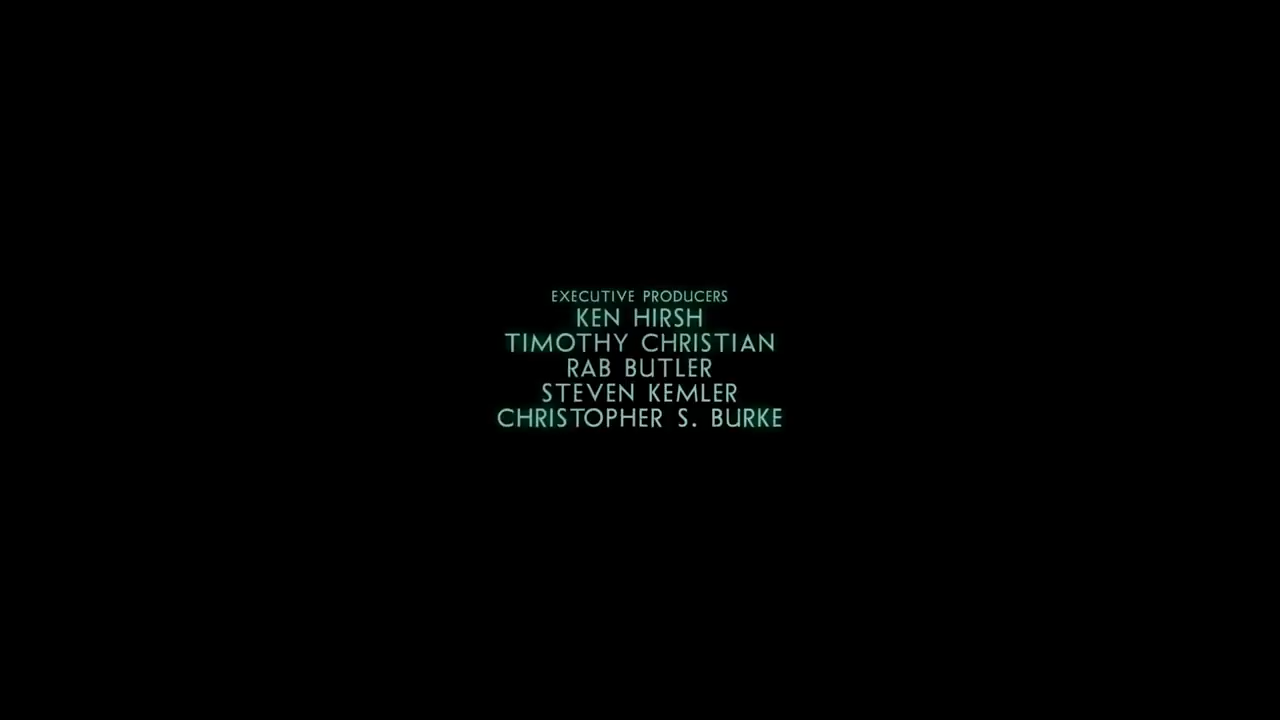 EXECUTIVE PRODUCERS
KEN HIRSH
TIMOTHY CHRISTIAN
RAB BUTLER
STEVEN KEMLER
CHRISTOPHER S. BURKE